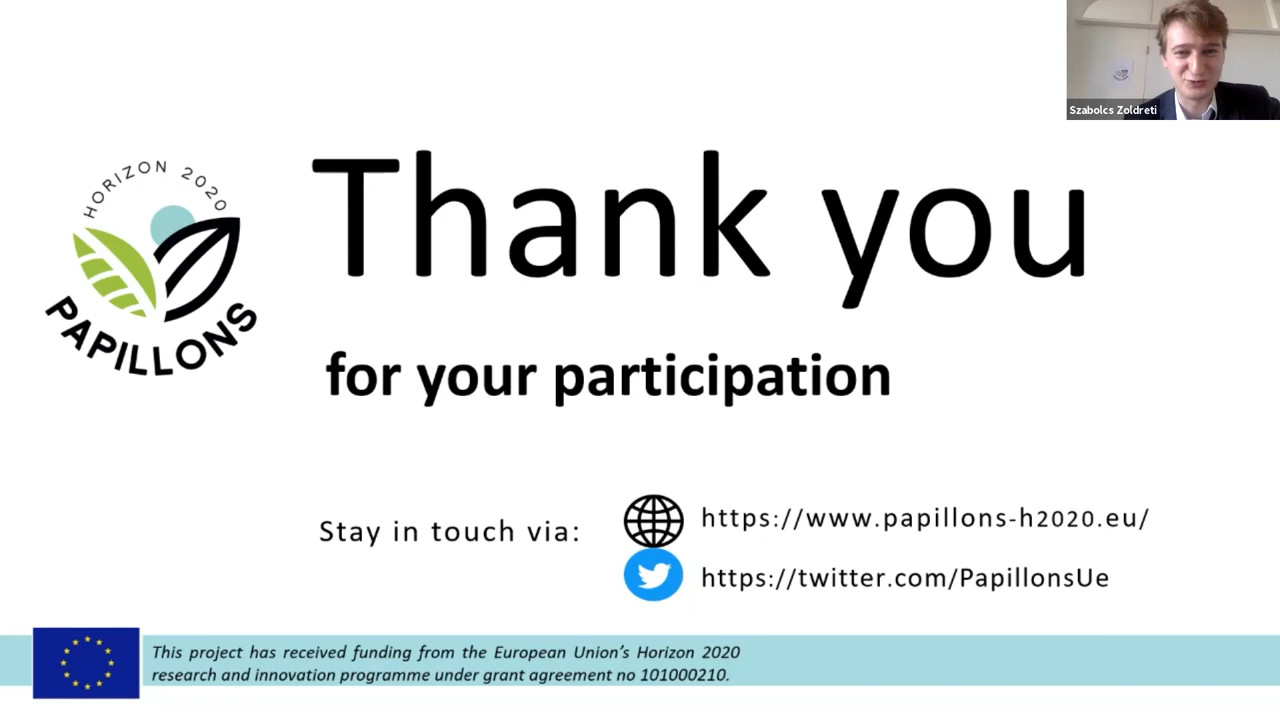 Szabolcs Zoldreti
HORIZON 2020
PAPILLONS
Thank you
for your participation
Stay in touch via:
https://www.papillons-h2020.eu/
https://twitter.com/PapillonsUe
This project has received funding from the European Union’s Horizon 2020
research and innovation programme under grant agreement no 101000210.